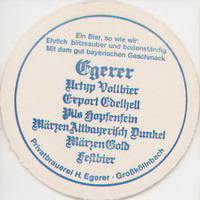 Ein Bier, so wie wir:
Ehrlich blitzsauber und bodenständig
Mit dem gut bayerischen Geschmack
Egerer
Urtyp Vollbier
Export Edelhell
Pils Hopfenfein
Märzen Altbayerisch Dunkel
Märzen Gold
Festbier
Privatbrauerei H. Egerer - Großköllnbach